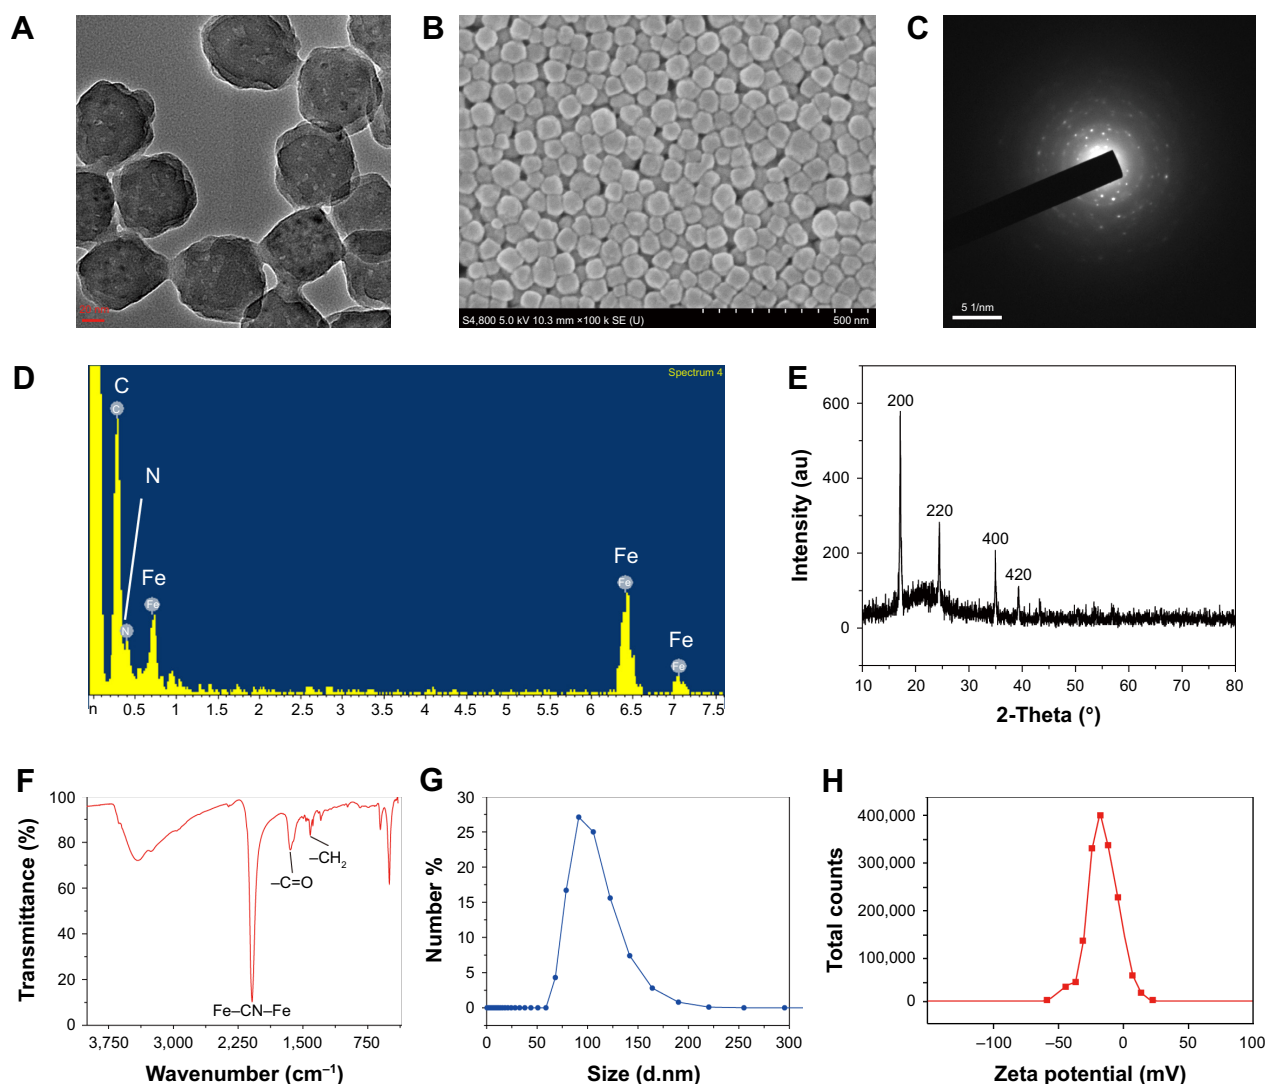 A
B
C
20 nm
S4,800 5.0 kV 10.3 mm ×100 k SE (U)
500 nm
5 1/nm
D
Spectrum 4
C
C
N
N
Fe
Fe
Fe
Fe
Fe
Fe
n 0.5 1 1.5 2 2.5 3 3.5 4 4.5 5 5.5 6 6.5 7 7.5
E
Intensity (au)
600
400
200
0
200
220
400
420
10 20 30 40 50 60 70 80
2-Theta (°)
F
Transmittance (%)
100
80
60
40
20
0
–CH2
–C=O
Fe–CN–Fe
3,750 3,000 2,250 1,500 750
Wavenumber (cm–1)
G
Number %
30
25
20
15
10
5
0
0 50 100 150 200 250 300
Size (d.nm)
H
Total counts
400,000
300,000
200,000
100,000
0
–100 –50 0 50 100
Zeta potential (mV)